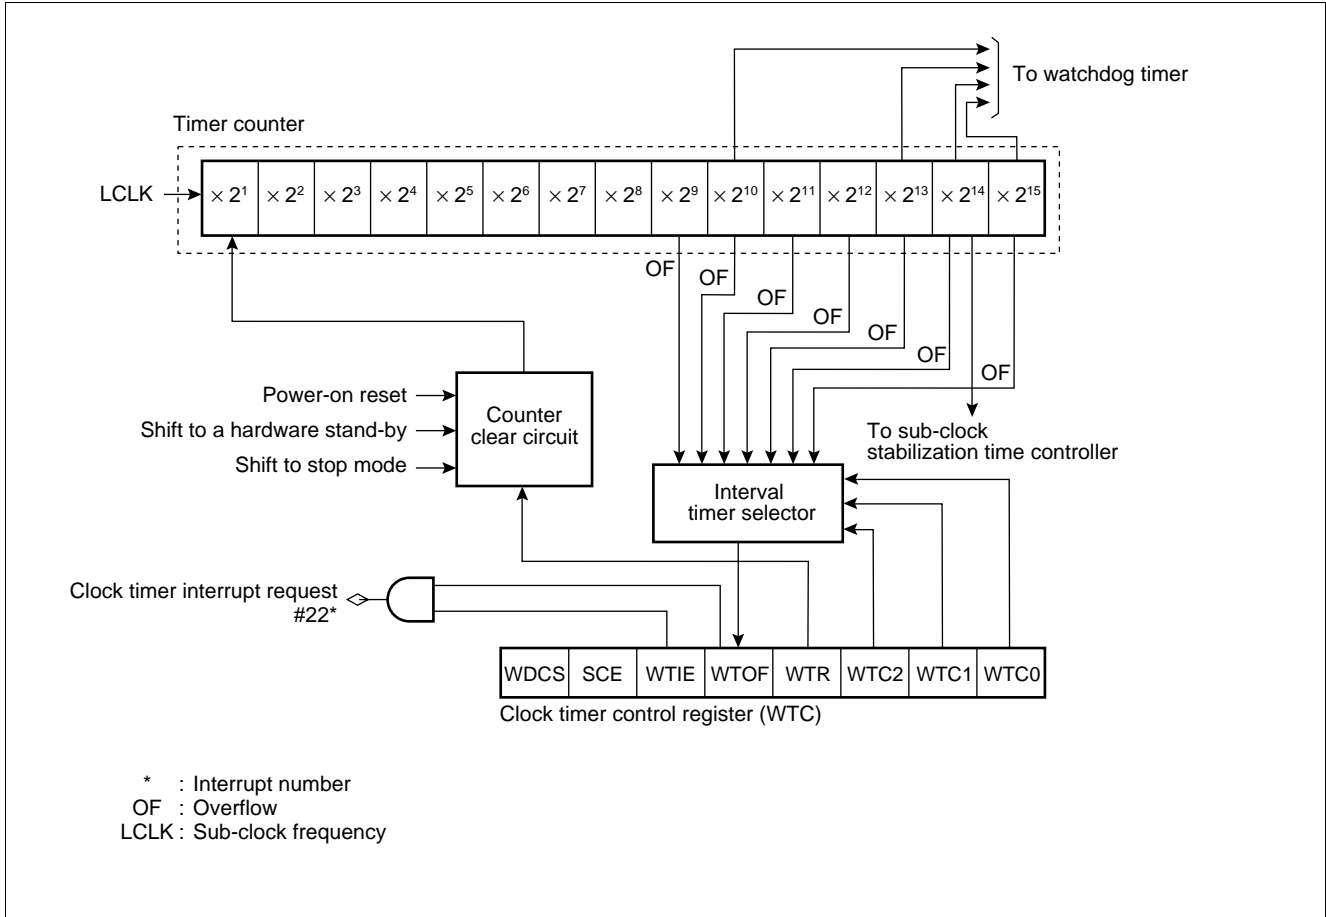 To watchdog timer
Timer counter
LCLK
× 2¹ × 2² × 2³ × 2⁴ × 2⁵ × 2⁶ × 2⁷ × 2⁸ × 2⁹ × 2¹⁰ × 2¹¹ × 2¹² × 2¹³ × 2¹⁴ × 2¹⁵
OF
OF
OF
OF
OF
OF
OF
Power-on reset
Shift to a hardware stand-by
Shift to stop mode
Counter
clear circuit
To sub-clock
stabilization time controller
Interval
timer selector
Clock timer interrupt request
#22*
WDCS SCE WTIE WTOF WTR WTC2 WTC1 WTC0
Clock timer control register (WTC)
* : Interrupt number
OF : Overflow
LCLK : Sub-clock frequency